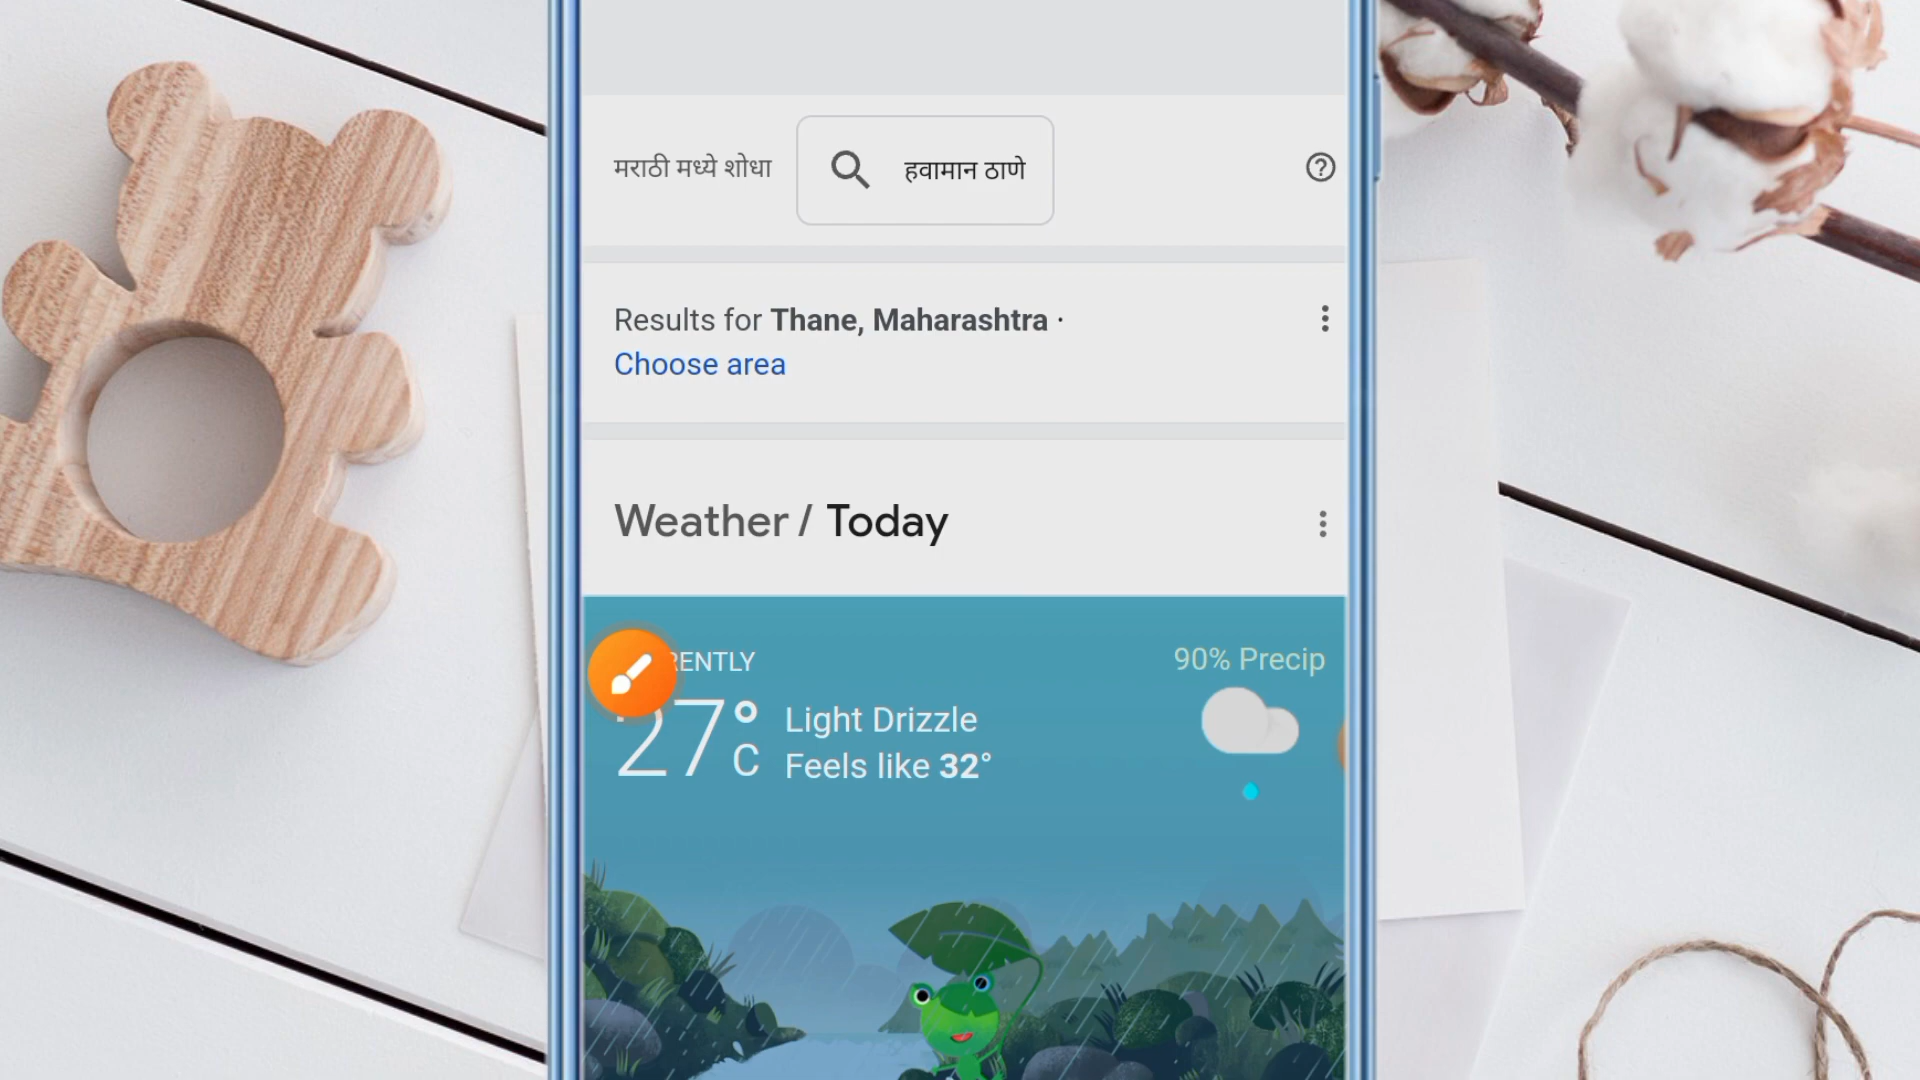 मराठी मध्ये शोधा
हवामान ठाणे
Results for Thane, Maharashtra ·
Choose area
Weather / Today
RENTLY
90% Precip
27°C
Light Drizzle
Feels like 32°